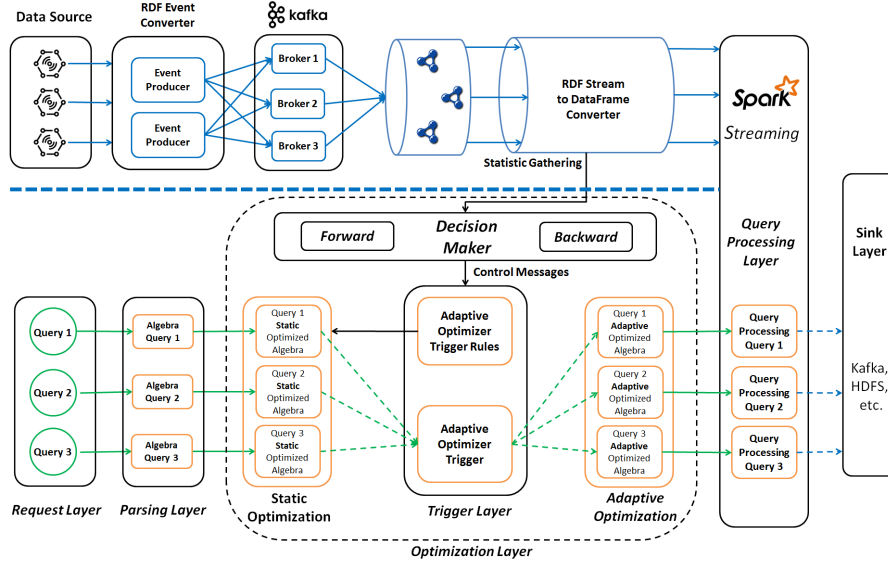 Data Source
RDF Event
Converter
kafka
Event
Producer
Event
Producer
Broker 1
Broker 2
Broker 3
RDF Stream
to DataFrame
Converter
Spark
Streaming
Statistic Gathering
Decision
Maker
Forward
Backward
Control Messages
Query
Processing
Layer
Sink
Layer
Query 1
Query 2
Query 3
Algebra
Query 1
Algebra
Query 2
Algebra
Query 3
Query 1
Static
Optimized
Algebra
Query 2
Static
Optimized
Algebra
Query 3
Static
Optimized
Algebra
Adaptive
Optimizer
Trigger Rules
Adaptive
Optimizer
Trigger
Query 1
Adaptive
Optimized
Algebra
Query 2
Adaptive
Optimized
Algebra
Query 3
Adaptive
Optimized
Algebra
Query
Processing
Query 1
Query
Processing
Query 2
Query
Processing
Query 3
Kafka,
HDFS,
etc.
Request Layer
Parsing Layer
Static
Optimization
Trigger Layer
Adaptive
Optimization
Optimization Layer